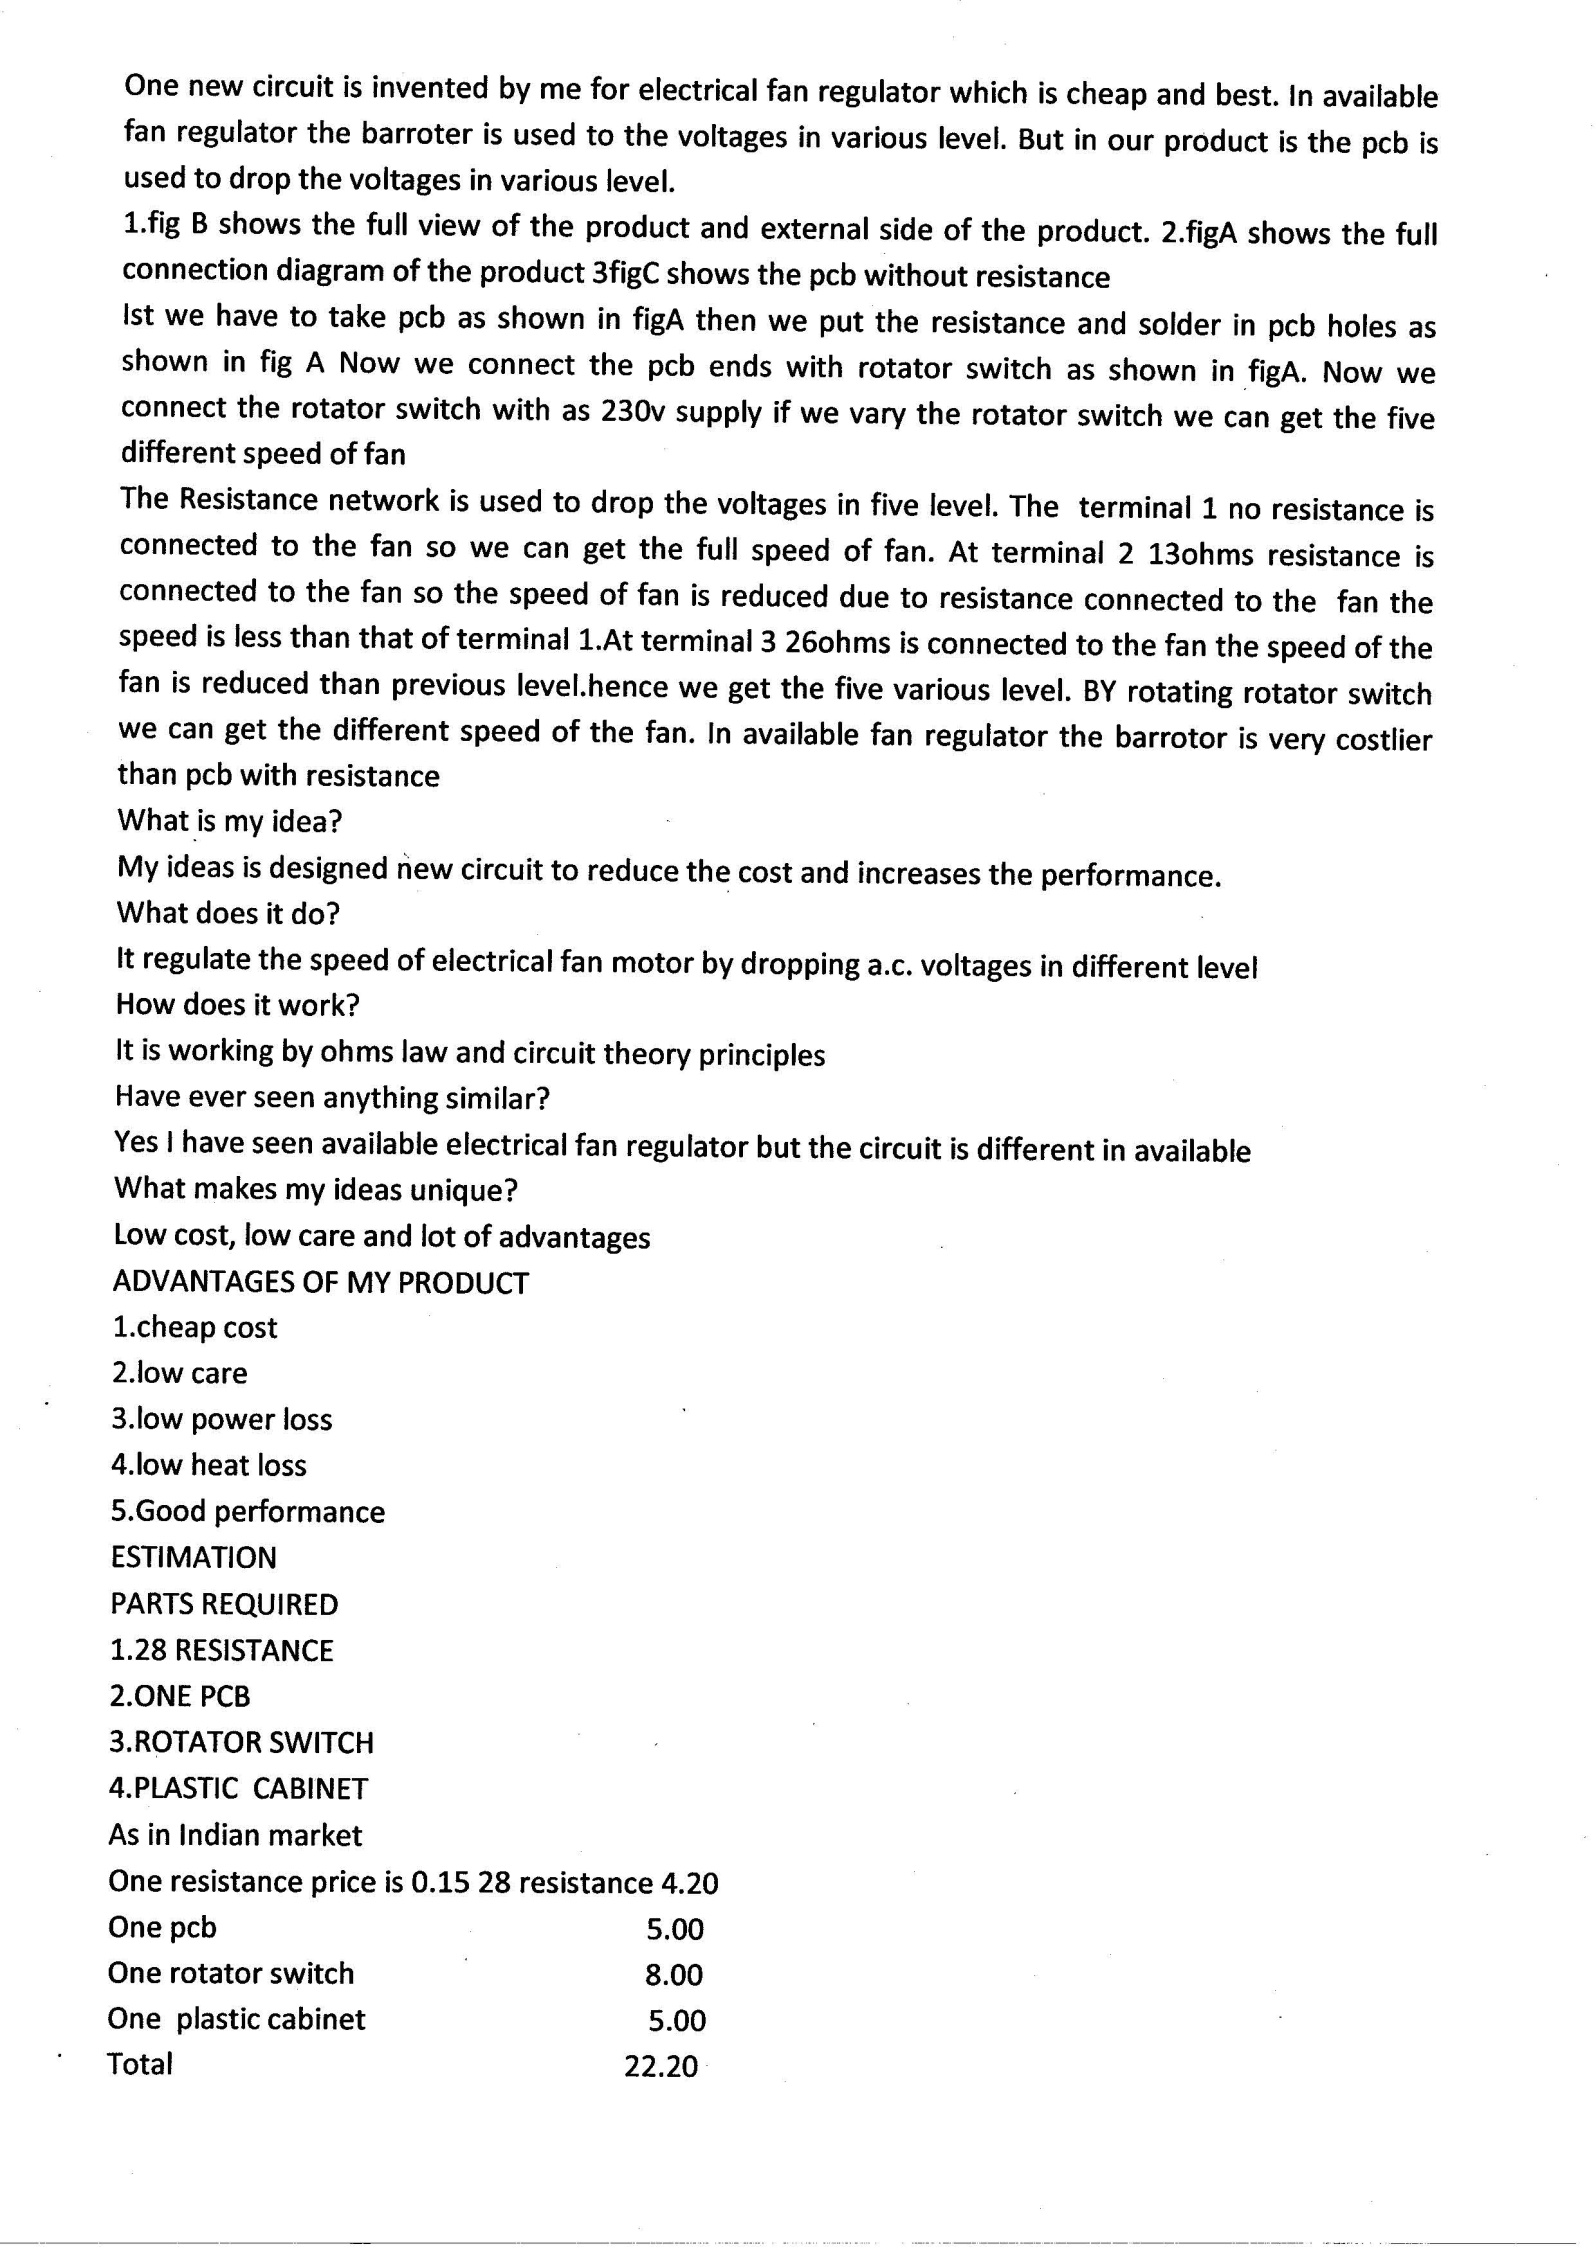 One new circuit is invented by me for electrical fan regulator which is cheap and best. In available
fan regulator the barroter is used to the voltages in various level. But in our product is the pcb is
used to drop the voltages in various level.
1.fig B shows the full view of the product and external side of the product. 2.figA shows the full
connection diagram of the product 3figC shows the pcb without resistance
Ist we have to take pcb as shown in figA then we put the resistance and solder in pcb holes as
shown in fig A Now we connect the pcb ends with rotator switch as shown in figA. Now we
connect the rotator switch with as 230v supply if we vary the rotator switch we can get the five
different speed of fan
The Resistance network is used to drop the voltages in five level. The terminal 1 no resistance is
connected to the fan so we can get the full speed of fan. At terminal 2 13ohms resistance is
connected to the fan so the speed of fan is reduced due to resistance connected to the fan the
speed is less than that of terminal 1.At terminal 3 26ohms is connected to the fan the speed of the
fan is reduced than previous level.hence we get the five various level. BY rotating rotator switch
we can get the different speed of the fan. In available fan regulator the barrotor is very costlier
than pcb with resistance
What is my idea?
My ideas is designed new circuit to reduce the cost and increases the performance.
What does it do?
It regulate the speed of electrical fan motor by dropping a.c. voltages in different level
How does it work?
It is working by ohms law and circuit theory principles
Have ever seen anything similar?
Yes I have seen available electrical fan regulator but the circuit is different in available
What makes my ideas unique?
Low cost, low care and lot of advantages
ADVANTAGES OF MY PRODUCT
1.cheap cost
2.low care
3.low power loss
4.low heat loss
5.Good performance
ESTIMATION
PARTS REQUIRED
1.28 RESISTANCE
2.ONE PCB
3.ROTATOR SWITCH
4.PLASTIC CABINET
As in Indian market
One resistance price is 0.15 28 resistance 4.20
One pcb 5.00
One rotator switch 8.00
One plastic cabinet 5.00
Total 22.20